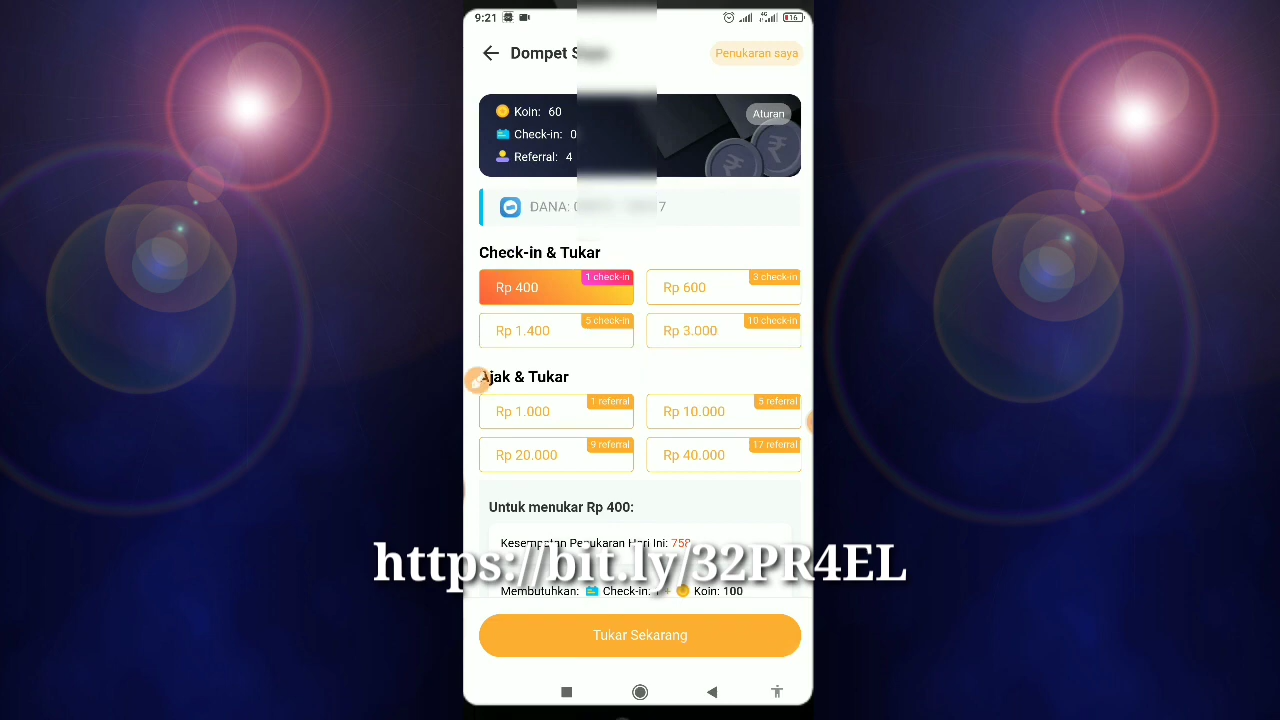 9:21
16
Dompet S
Penukaran saya
Koin: 60
Aturan
Check-in: 0
Referral: 4
DANA: 0 7
Check-in & Tukar
Rp 400 1 check-in
Rp 600 3 check-in
Rp 1.400 5 check-in
Rp 3.000 10 check-in
Ajak & Tukar
Rp 1.000 1 referral
Rp 10.000 5 referral
Rp 20.000 9 referral
Rp 40.000 17 referral
Untuk menukar Rp 400:
Kesempatan Penukaran Hari Ini: 758
https://bit.ly/32PR4EL
Membutuhkan: Check-in: 1 + Koin: 100
Tukar Sekarang